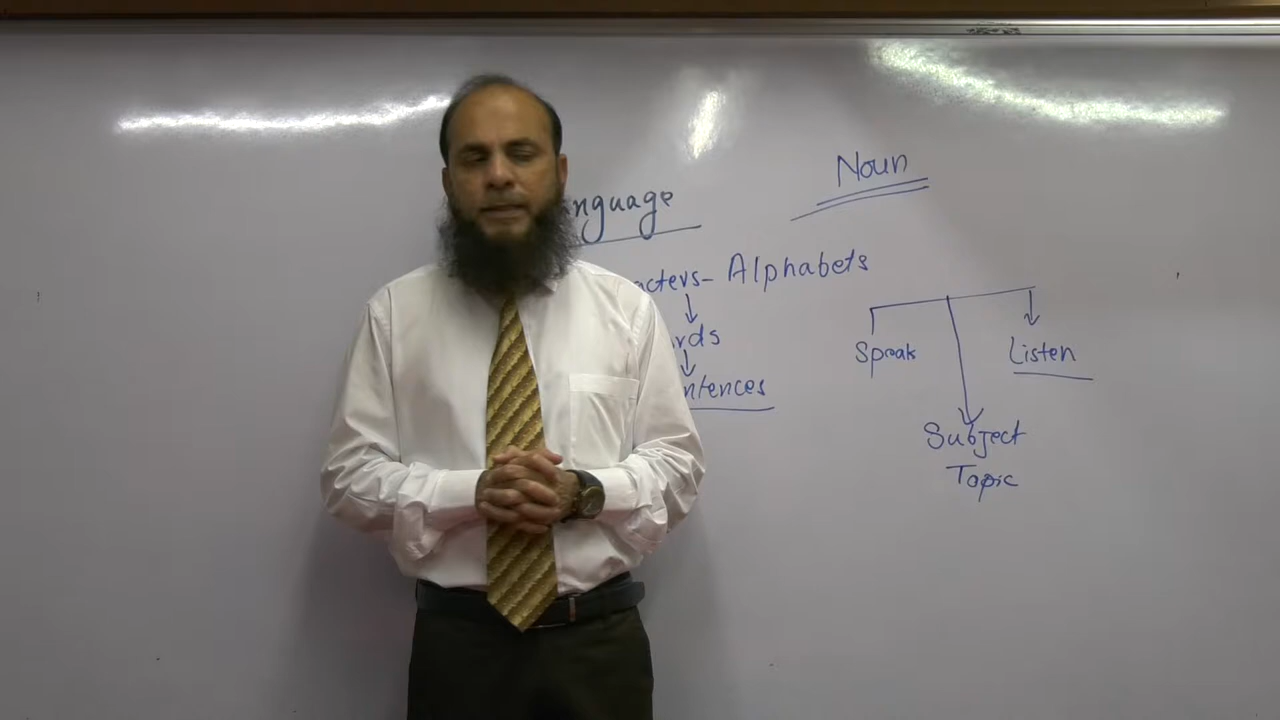 Noun
nguage
acters- Alphabets
rds
ntences
Speak
Listen
Subject
Topic